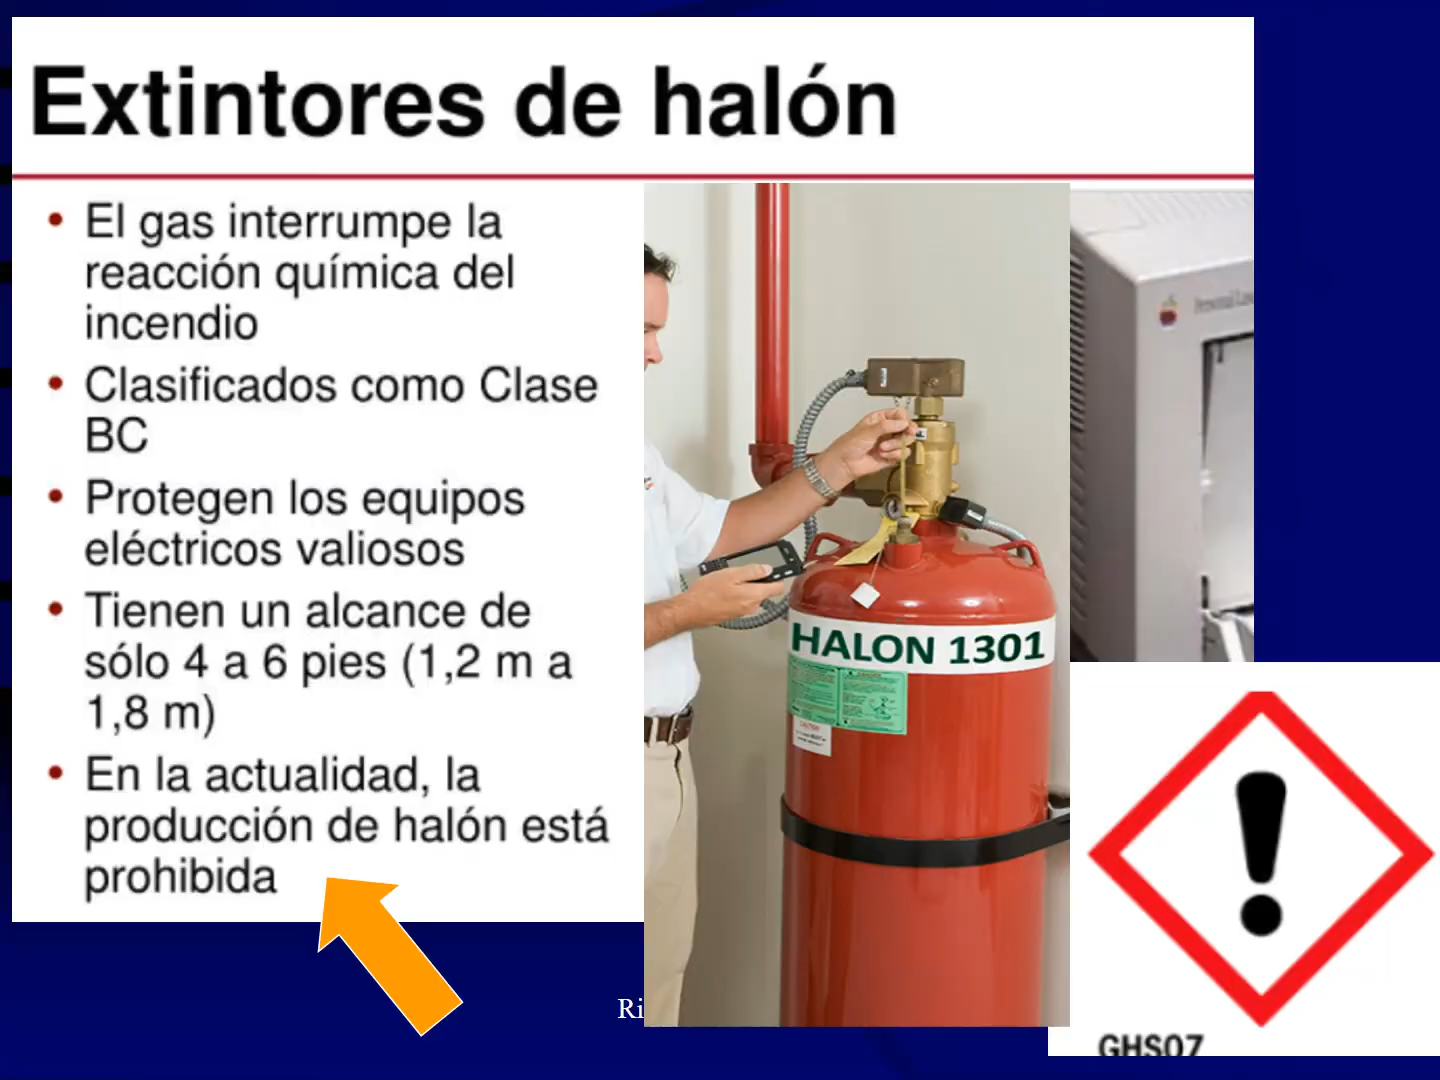 Extintores de halón
• El gas interrumpe la
reacción química del
incendio
• Clasificados como Clase
BC
• Protegen los equipos
eléctricos valiosos
• Tienen un alcance de
sólo 4 a 6 pies (1,2 m a
1,8 m)
• En la actualidad, la
producción de halón está
prohibida
HALON 1301
Ri
GHS07